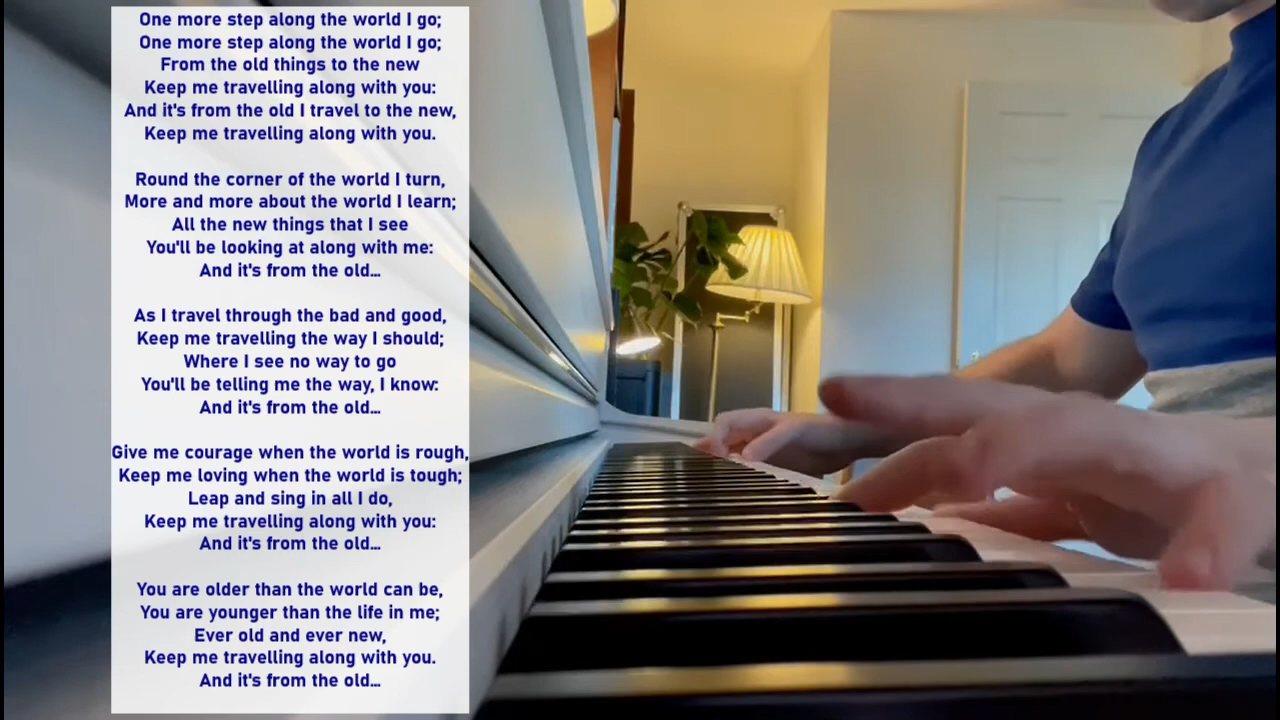 One more step along the world I go;
One more step along the world I go;
From the old things to the new
Keep me travelling along with you:
And it's from the old I travel to the new,
Keep me travelling along with you.
Round the corner of the world I turn,
More and more about the world I learn;
All the new things that I see
You'll be looking at along with me:
And it's from the old...
As I travel through the bad and good,
Keep me travelling the way I should;
Where I see no way to go
You'll be telling me the way, I know:
And it's from the old...
Give me courage when the world is rough,
Keep me loving when the world is tough;
Leap and sing in all I do,
Keep me travelling along with you:
And it's from the old...
You are older than the world can be,
You are younger than the life in me;
Ever old and ever new,
Keep me travelling along with you.
And it's from the old...